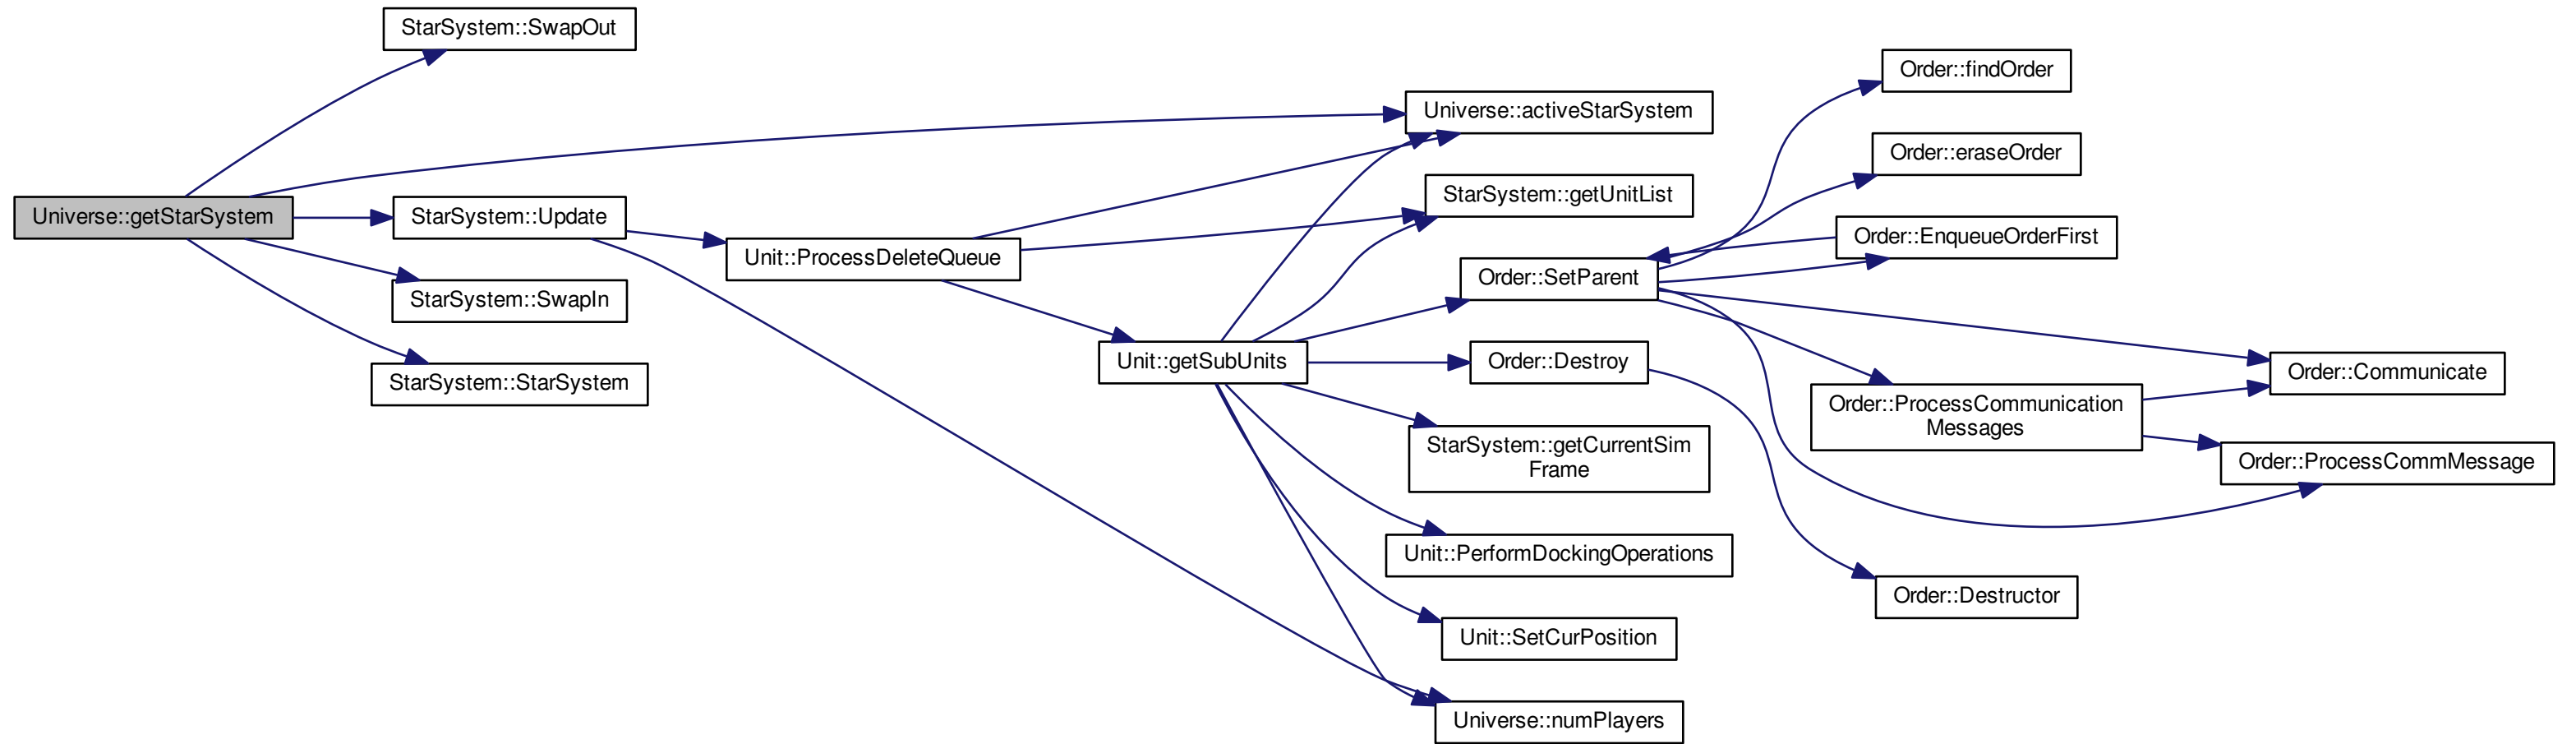 StarSystem::SwapOut
Order::findOrder
Universe::activeStarSystem
Order::eraseOrder
StarSystem::getUnitList
Universe::getStarSystem
StarSystem::Update
Order::EnqueueOrderFirst
Unit::ProcessDeleteQueue
Order::SetParent
StarSystem::SwapIn
Unit::getSubUnits
Order::Destroy
Order::Communicate
StarSystem::StarSystem
Order::ProcessCommunication
Messages
StarSystem::getCurrentSim
Frame
Order::ProcessCommMessage
Unit::PerformDockingOperations
Order::Destructor
Unit::SetCurPosition
Universe::numPlayers